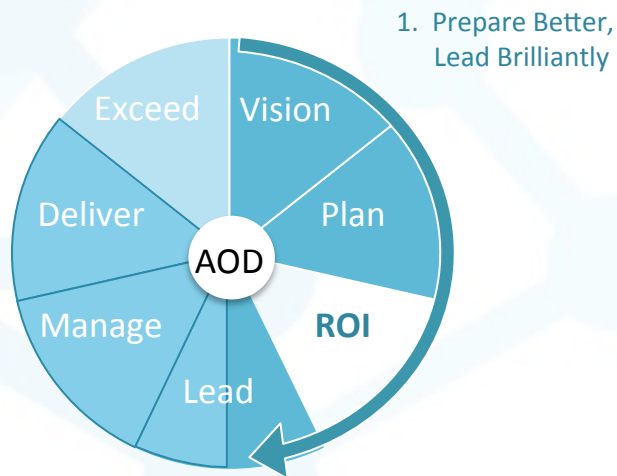 1. Prepare Better,
Lead Brilliantly
Exceed
Vision
Deliver
Plan
AOD
Manage
ROI
Lead